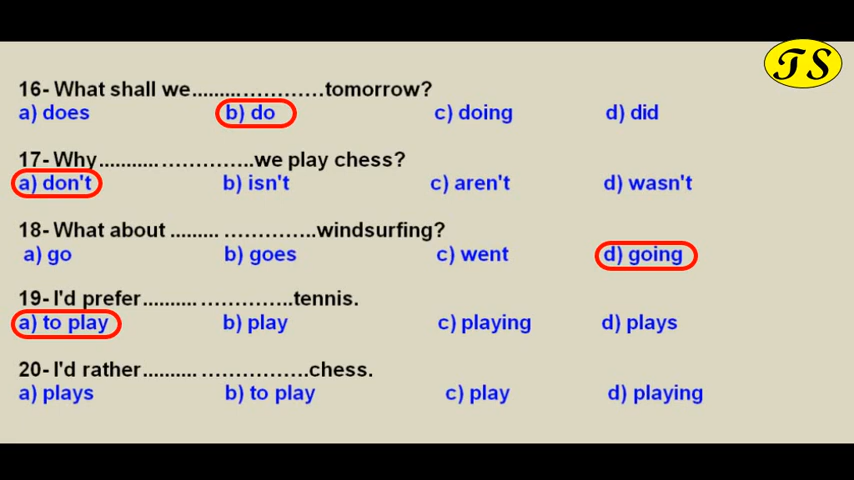 TS
16- What shall we.........…………tomorrow?
a) does b) do c) doing d) did
17- Why...........…………..we play chess?
a) don't b) isn't c) aren't d) wasn't
18- What about .........…………..windsurfing?
a) go b) goes c) went d) going
19- I'd prefer..........…………..tennis.
a) to play b) play c) playing d) plays
20- I'd rather..........…………….chess.
a) plays b) to play c) play d) playing